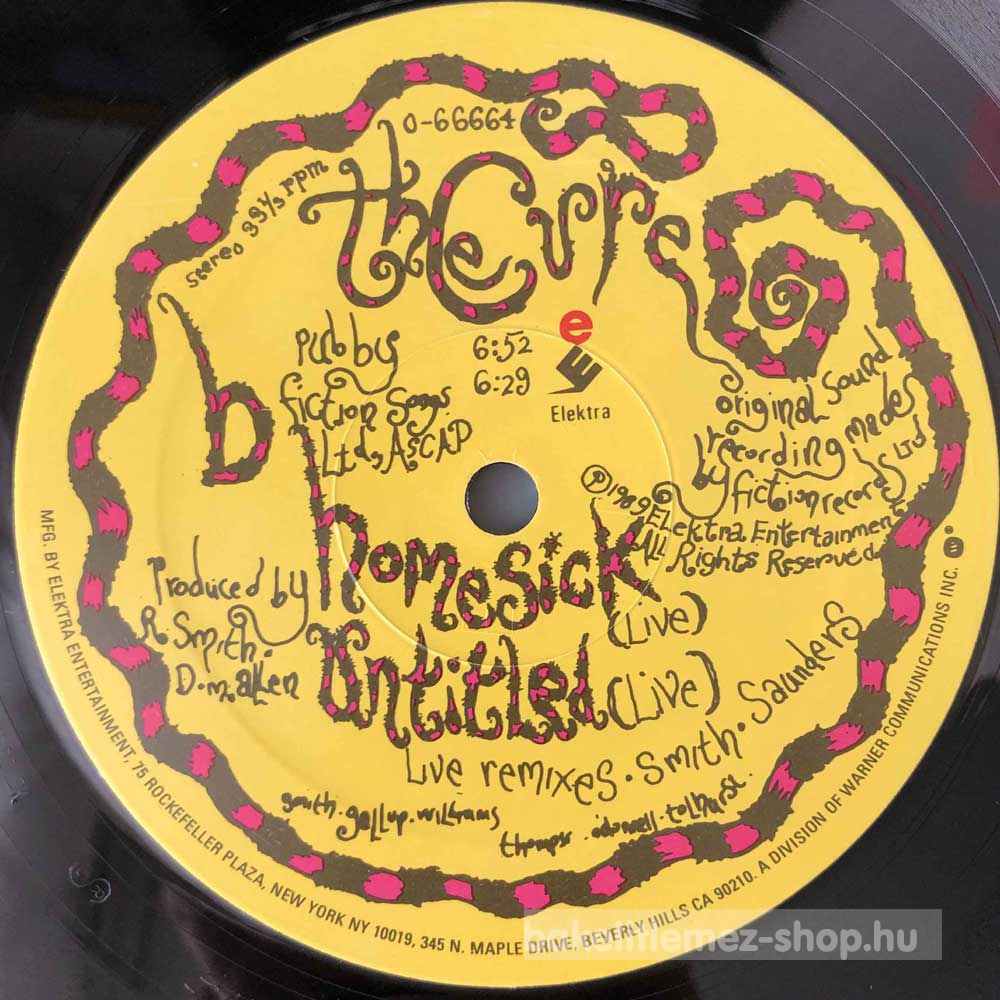 0-66664
Stereo 33 1/3 rpm
the Cure
b
Pub by
fiction songs
Ltd, ASCAP
6:52
6:29
e
Elektra
original sound
recording made
by fiction records Ltd
℗1989 Elektra Entertainment
All Rights Reserved.
Produced by
R. Smith.
D.m. allen
homesick
(Live)
Untitled (Live)
Live remixes. Smith. Saunders
smith. gallup. williams
thompson. o'donnell. tolhurst.
MFG. BY ELEKTRA ENTERTAINMENT, 75 ROCKEFELLER PLAZA, NEW YORK NY 10019, 345 N. MAPLE DRIVE, BEVERLY HILLS CA 90210. A DIVISION OF WARNER COMMUNICATIONS INC. ®
bakelitlemez-shop.hu